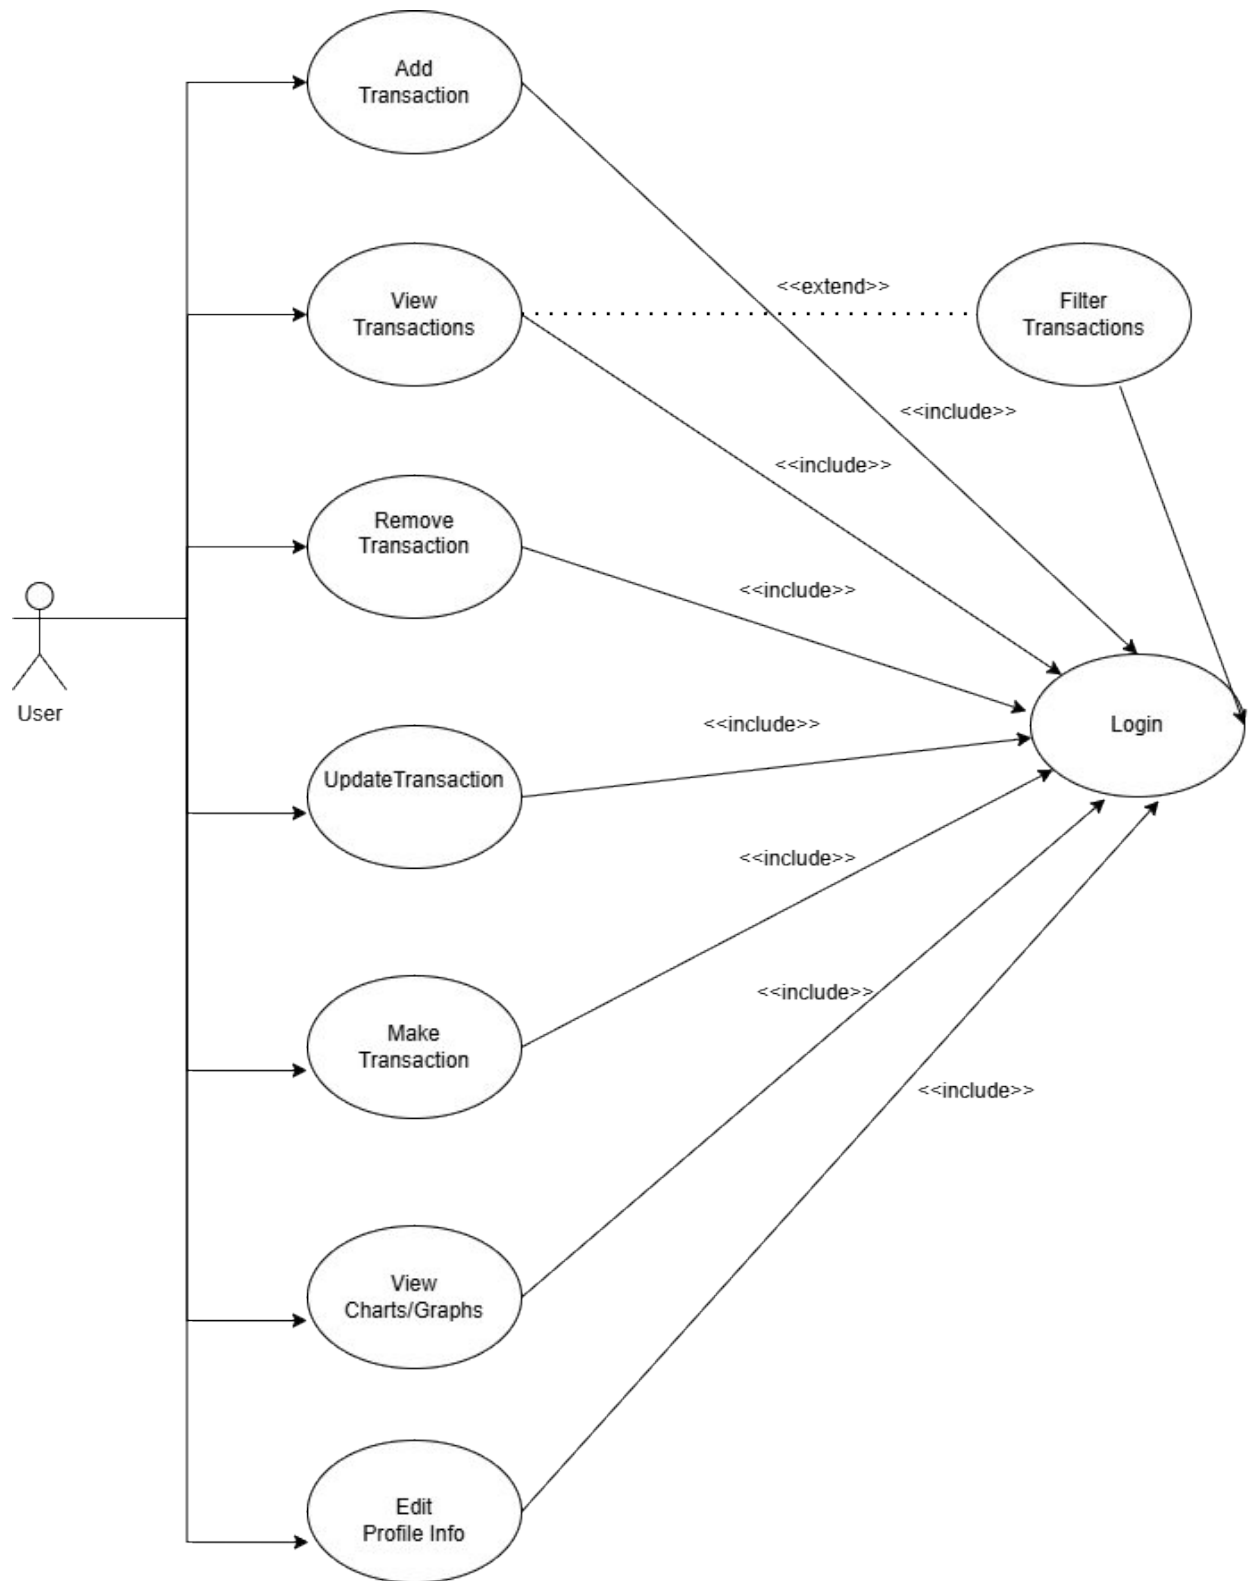 Add
Transaction
View
Transactions
<<extend>>
Filter
Transactions
<<include>>
<<include>>
Remove
Transaction
<<include>>
User
UpdateTransaction
<<include>>
Login
<<include>>
Make
Transaction
<<include>>
<<include>>
View
Charts/Graphs
Edit
Profile Info